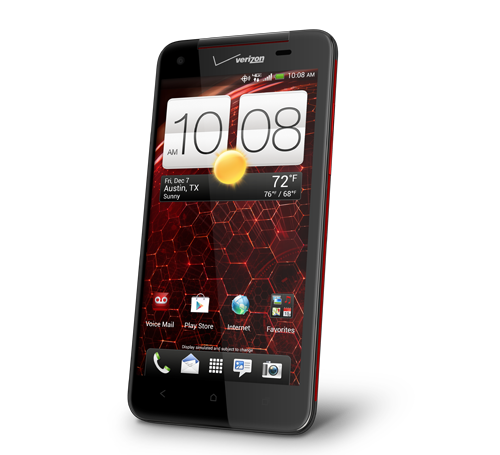 verizon
10:08 AM
AM 10 08
Fri, Dec 7
Austin, TX
Sunny
72°F
76°F / 68°F
Voice Mail Play Store Internet Favorites
Display simulated and subject to change